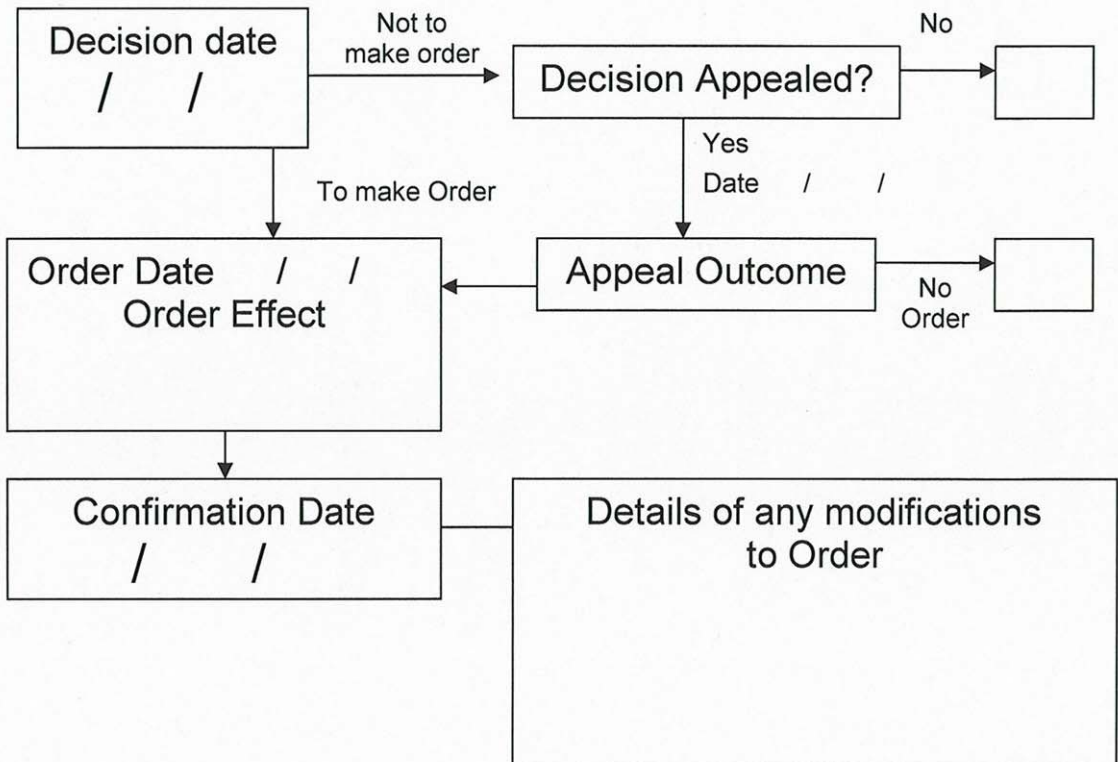 Decision date
/ /
Not to
make order
Decision Appealed?
No
To make Order
Yes
Date / /
Order Date / /
Order Effect
Appeal Outcome
No
Order
Confirmation Date
/ /
Details of any modifications
to Order